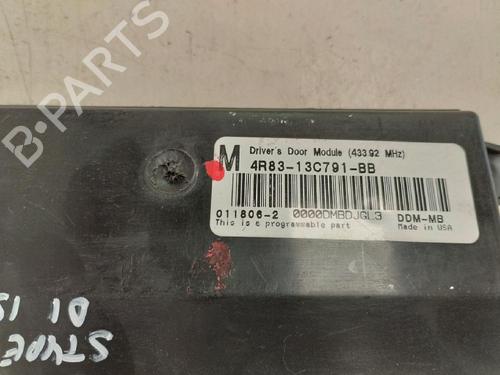 M
Driver's Door Module (433.92 MHz)
4R83-13C791-BB
011806-2 0000DMBDJGL3 DDM-MB
This is a programmable part Made in USA
STYPE
B-PARTS